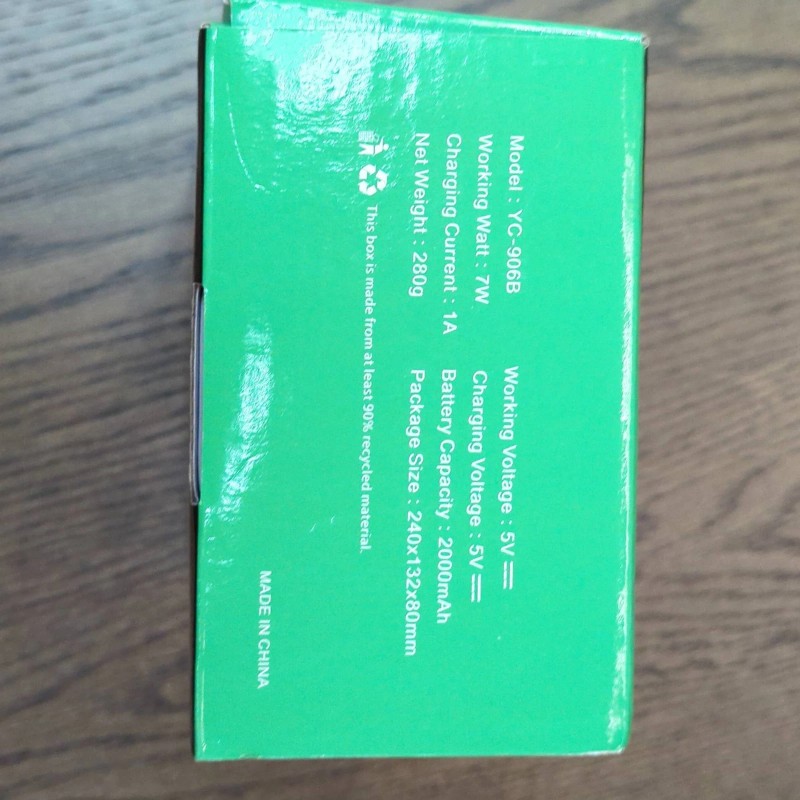 Model : YC-906B
Working Voltage : 5V
Working Watt : 7W
Charging Voltage : 5V
Charging Current : 1A
Battery Capacity : 2000mAh
Net Weight : 280g
Package Size : 240x132x80mm
This box is made from at least 90% recycled material.
MADE IN CHINA